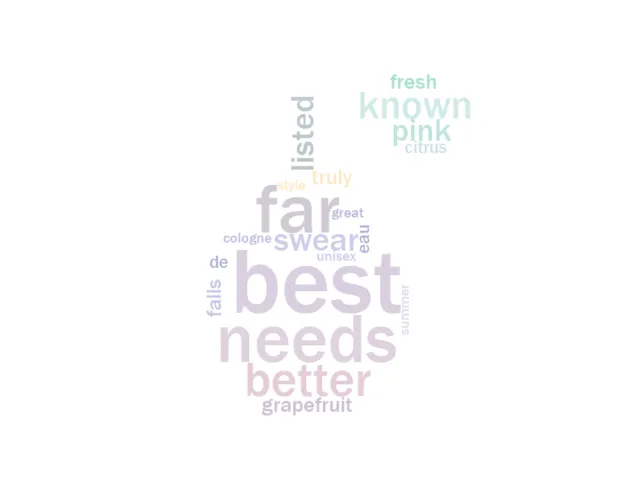 fresh
known
pink
citrus
listed
truly
style
far
great
cologne
swear
eau
unisex
de
best
falls
summer
needs
better
grapefruit